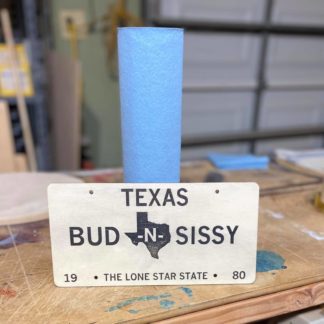 TEXAS
BUD -N- SISSY
19 • THE LONE STAR STATE • 80